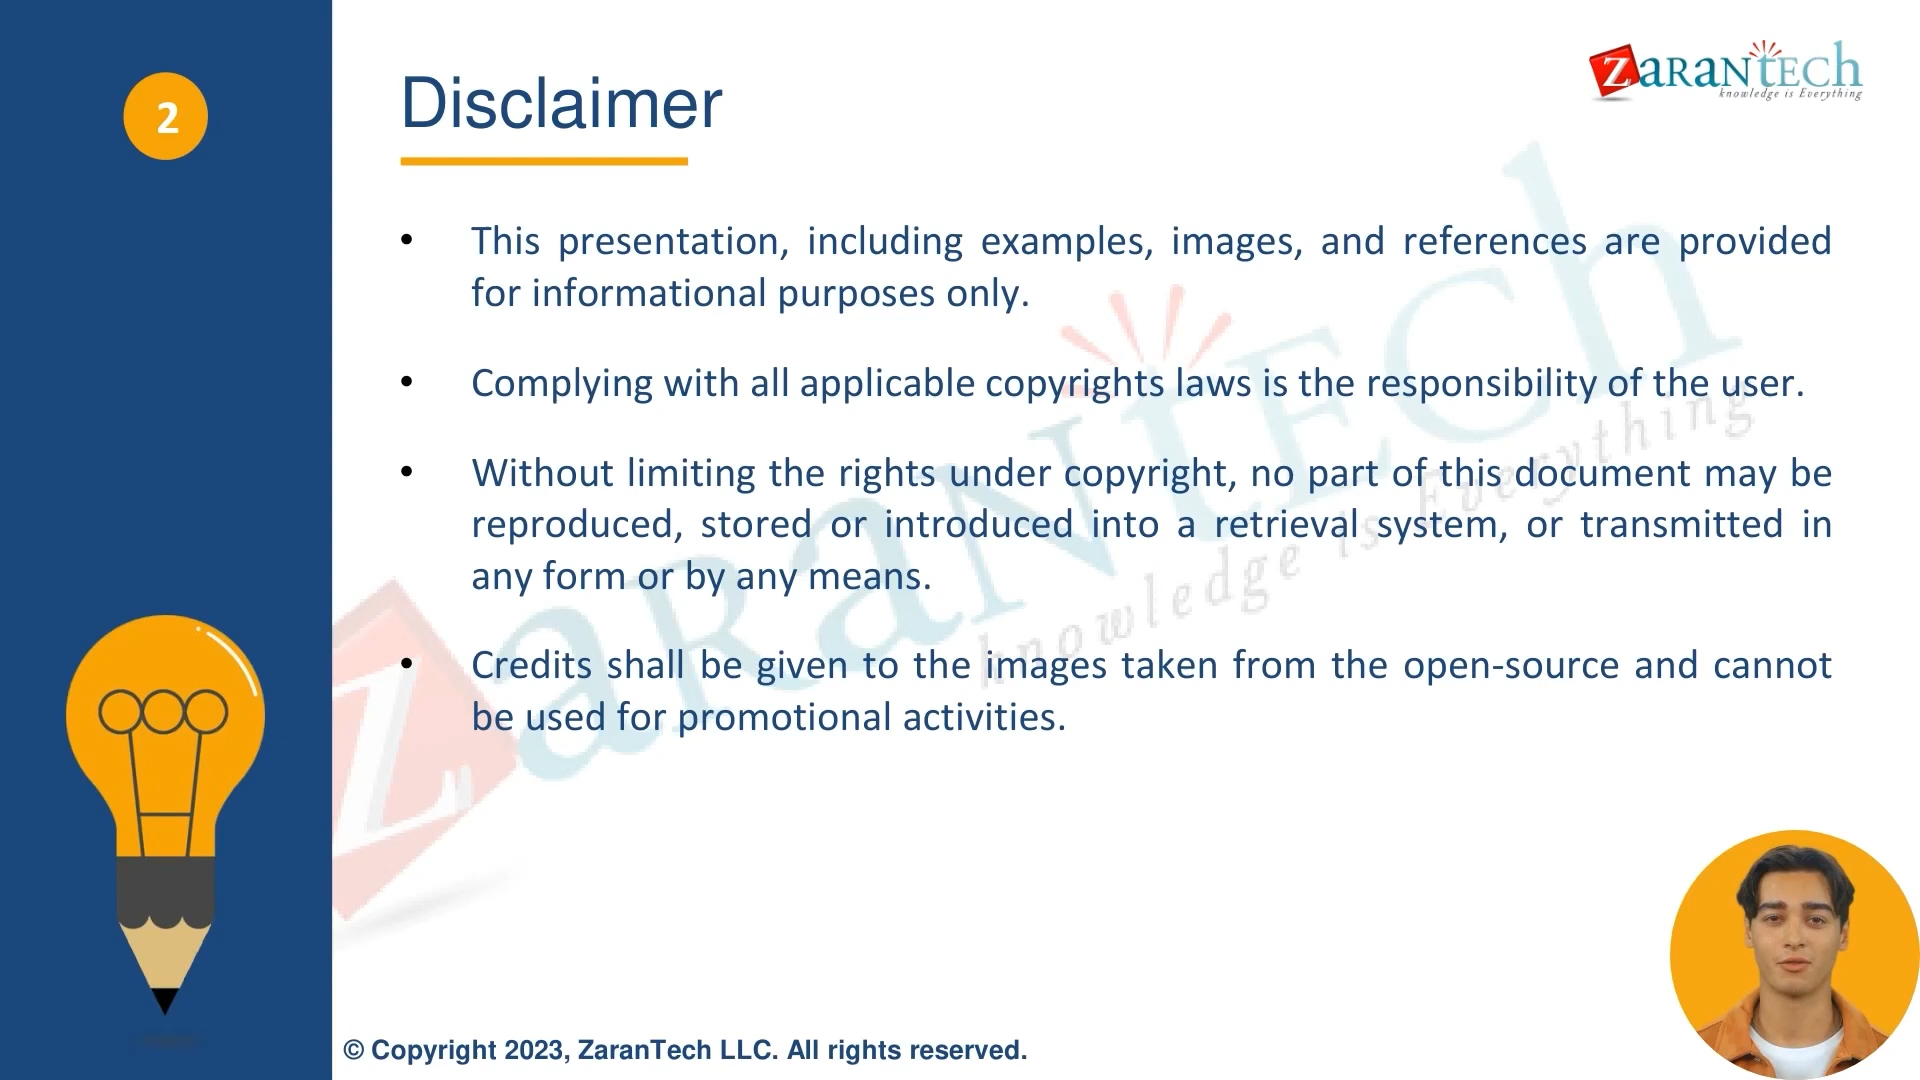 2
Disclaimer
ZaranTech
knowledge is Everything
• This presentation, including examples, images, and references are provided
for informational purposes only.
• Complying with all applicable copyrights laws is the responsibility of the user.
• Without limiting the rights under copyright, no part of this document may be
reproduced, stored or introduced into a retrieval system, or transmitted in
any form or by any means.
• Credits shall be given to the images taken from the open-source and cannot
be used for promotional activities.
ZaranTech
knowledge is Everything
© Copyright 2023, ZaranTech LLC. All rights reserved.